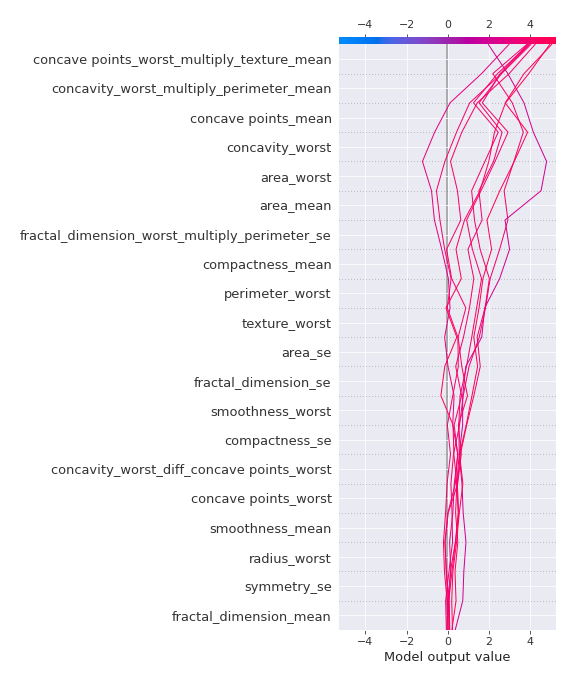 −4 −2 0 2 4
concave points_worst_multiply_texture_mean
concavity_worst_multiply_perimeter_mean
concave points_mean
concavity_worst
area_worst
area_mean
fractal_dimension_worst_multiply_perimeter_se
compactness_mean
perimeter_worst
texture_worst
area_se
fractal_dimension_se
smoothness_worst
compactness_se
concavity_worst_diff_concave points_worst
concave points_worst
smoothness_mean
radius_worst
symmetry_se
fractal_dimension_mean
−4 −2 0 2 4
Model output value